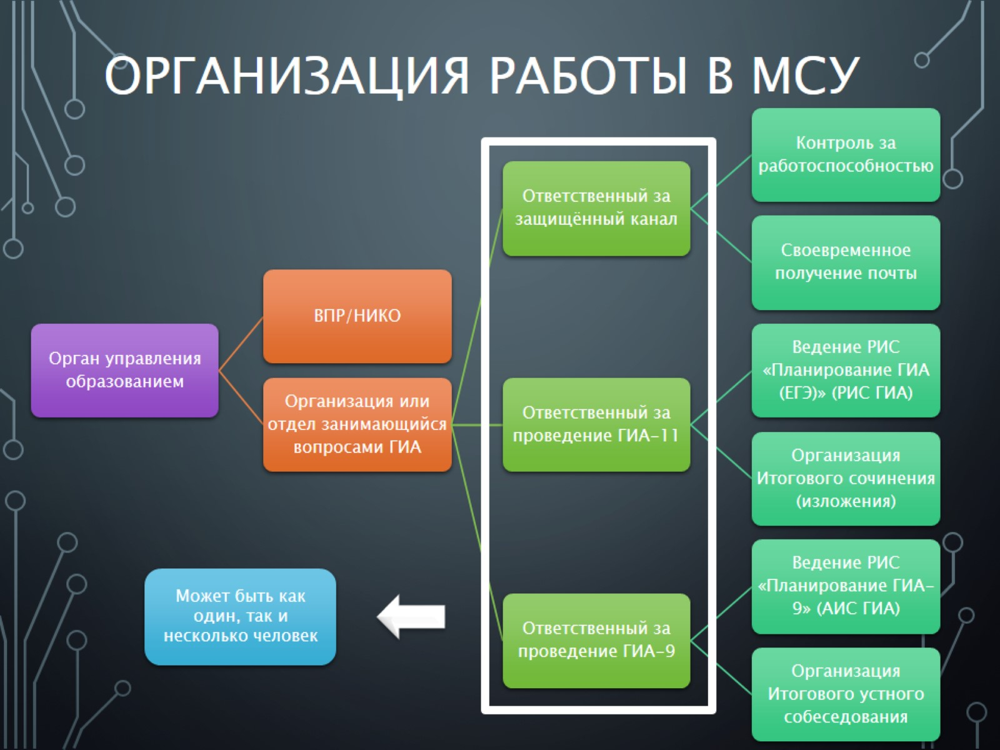 ОРГАНИЗАЦИЯ РАБОТЫ В МСУ
Орган управления
образованием
ВПР/НИКО
Организация или
отдел занимающийся
вопросами ГИА
Ответственный за
защищённый канал
Ответственный за
проведение ГИА-11
Ответственный за
проведение ГИА-9
Контроль за
работоспособностью
Своевременное
получение почты
Ведение РИС
«Планирование ГИА
(ЕГЭ)» (РИС ГИА)
Организация
Итогового сочинения
(изложения)
Ведение РИС
«Планирование ГИА-
9» (АИС ГИА)
Организация
Итогового устного
собеседования
Может быть как
один, так и
несколько человек